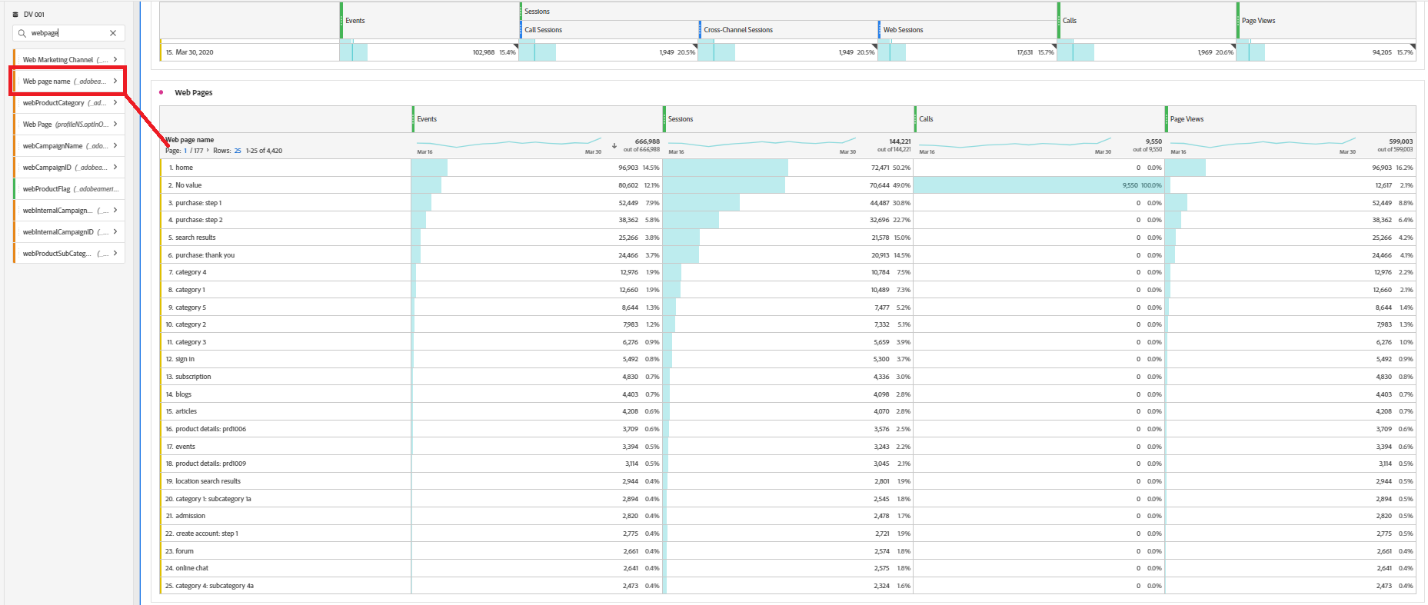 DV 001
webpage
Web Marketing Channel (_...
Web page name (_adobea...
webProductCategory (_ad...
Web Page (profileNS.optinO...
webCampaignName (_ado...
webCampaignID (_adobea...
webProductFlag (_adobeamer...
webInternalCampaign... (_...
webInternalCampaignID (_...
webProductSubCateg... (_...
Events Sessions Calls Page Views
Call Sessions Cross-Channel Sessions Web Sessions
15. Mar 30, 2020 102,988 15.4% 1,949 20.5% 1,949 20.5% 17,631 15.7% 1,969 20.6% 94,205 15.7%
Web Pages
Events Sessions Calls Page Views
Web page name 666,988 144,221 9,550 599,003
Page: 1 / 177 > Rows: 25 1-25 of 4,420 Mar 16 Mar 30 out of 666,988 Mar 16 Mar 30 out of 144,221 Mar 16 Mar 30 out of 9,550 Mar 16 Mar 30 out of 599,003
1. home 96,903 14.5% 72,471 50.2% 0 0.0% 96,903 16.2%
2. No value 80,602 12.1% 70,644 49.0% 9,550 100.0% 12,617 2.1%
3. purchase: step 1 52,449 7.9% 44,487 30.8% 0 0.0% 52,449 8.8%
4. purchase: step 2 38,362 5.8% 32,696 22.7% 0 0.0% 38,362 6.4%
5. search results 25,266 3.8% 21,578 15.0% 0 0.0% 25,266 4.2%
6. purchase: thank you 24,466 3.7% 20,913 14.5% 0 0.0% 24,466 4.1%
7. category 4 12,976 1.9% 10,784 7.5% 0 0.0% 12,976 2.2%
8. category 1 12,660 1.9% 10,489 7.3% 0 0.0% 12,660 2.1%
9. category 5 8,644 1.3% 7,477 5.2% 0 0.0% 8,644 1.4%
10. category 2 7,983 1.2% 7,332 5.1% 0 0.0% 7,983 1.3%
11. category 3 6,276 0.9% 5,659 3.9% 0 0.0% 6,276 1.0%
12. sign in 5,492 0.8% 5,300 3.7% 0 0.0% 5,492 0.9%
13. subscription 4,830 0.7% 4,336 3.0% 0 0.0% 4,830 0.8%
14. blogs 4,403 0.7% 4,098 2.8% 0 0.0% 4,403 0.7%
15. articles 4,208 0.6% 4,070 2.8% 0 0.0% 4,208 0.7%
16. product details: prd1006 3,709 0.6% 3,576 2.5% 0 0.0% 3,709 0.6%
17. events 3,394 0.5% 3,243 2.2% 0 0.0% 3,394 0.6%
18. product details: prd1009 3,114 0.5% 3,045 2.1% 0 0.0% 3,114 0.5%
19. location search results 2,944 0.4% 2,801 1.9% 0 0.0% 2,944 0.5%
20. category 1: subcategory 1a 2,894 0.4% 2,545 1.8% 0 0.0% 2,894 0.5%
21. admission 2,820 0.4% 2,478 1.7% 0 0.0% 2,820 0.5%
22. create account: step 1 2,775 0.4% 2,721 1.9% 0 0.0% 2,775 0.5%
23. forum 2,661 0.4% 2,574 1.8% 0 0.0% 2,661 0.4%
24. online chat 2,641 0.4% 2,575 1.8% 0 0.0% 2,641 0.4%
25. category 4: subcategory 4a 2,473 0.4% 2,324 1.6% 0 0.0% 2,473 0.4%